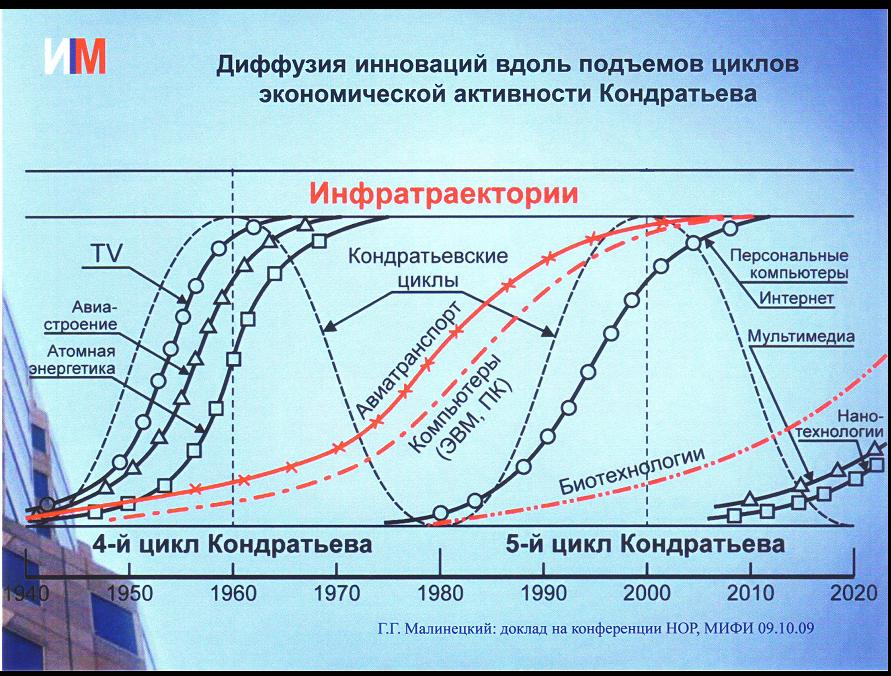 ИПМ
Диффузия инноваций вдоль подъемов циклов
экономической активности Кондратьева
Инфратраектории
TV
Авиа-
строение
Атомная
энергетика
Кондратьевские
циклы
Авиатранспорт
Компьютеры
(ЭВМ, ПК)
Персональные
компьютеры
Интернет
Мультимедиа
Нано-
технологии
Биотехнологии
4-й цикл Кондратьева
5-й цикл Кондратьева
1940 1950 1960 1970 1980 1990 2000 2010 2020
Г.Г. Малинецкий: доклад на конференции НОР, МИФИ 09.10.09